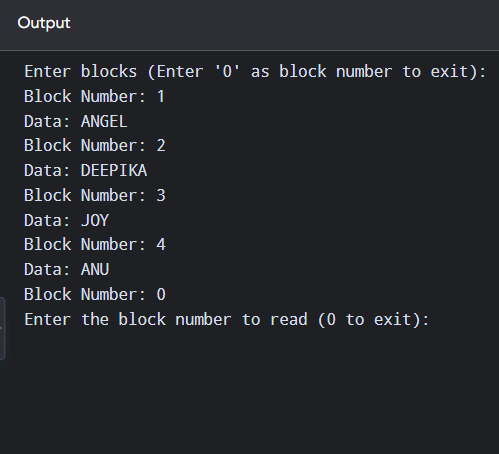 Output
Enter blocks (Enter '0' as block number to exit):
Block Number: 1
Data: ANGEL
Block Number: 2
Data: DEEPIKA
Block Number: 3
Data: JOY
Block Number: 4
Data: ANU
Block Number: 0
Enter the block number to read (0 to exit):